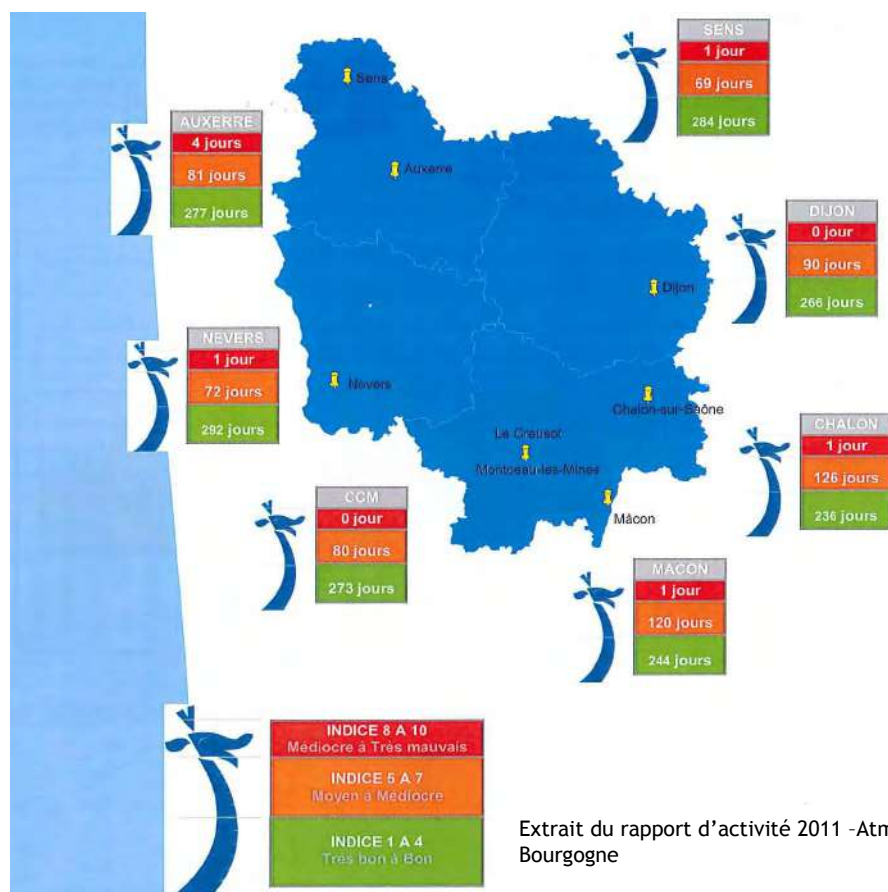 SENS
1 jour
69 jours
284 jours
AUXERRE
4 jours
81 jours
277 jours
DIJON
0 jour
90 jours
266 jours
NEVERS
1 jour
72 jours
292 jours
CHALON
1 jour
126 jours
236 jours
CCM
0 jour
80 jours
273 jours
MACON
1 jour
120 jours
244 jours
Sens
Auxerre
Dijon
Nevers
Chalon-sur-Saône
Le Creusot
Montceau-les-Mines
Mâcon
INDICE 8 A 10
Médiocre à Très mauvais
INDICE 5 A 7
Moyen à Médiocre
INDICE 1 A 4
Très bon à Bon
Extrait du rapport d'activité 2011 -Atm
Bourgogne